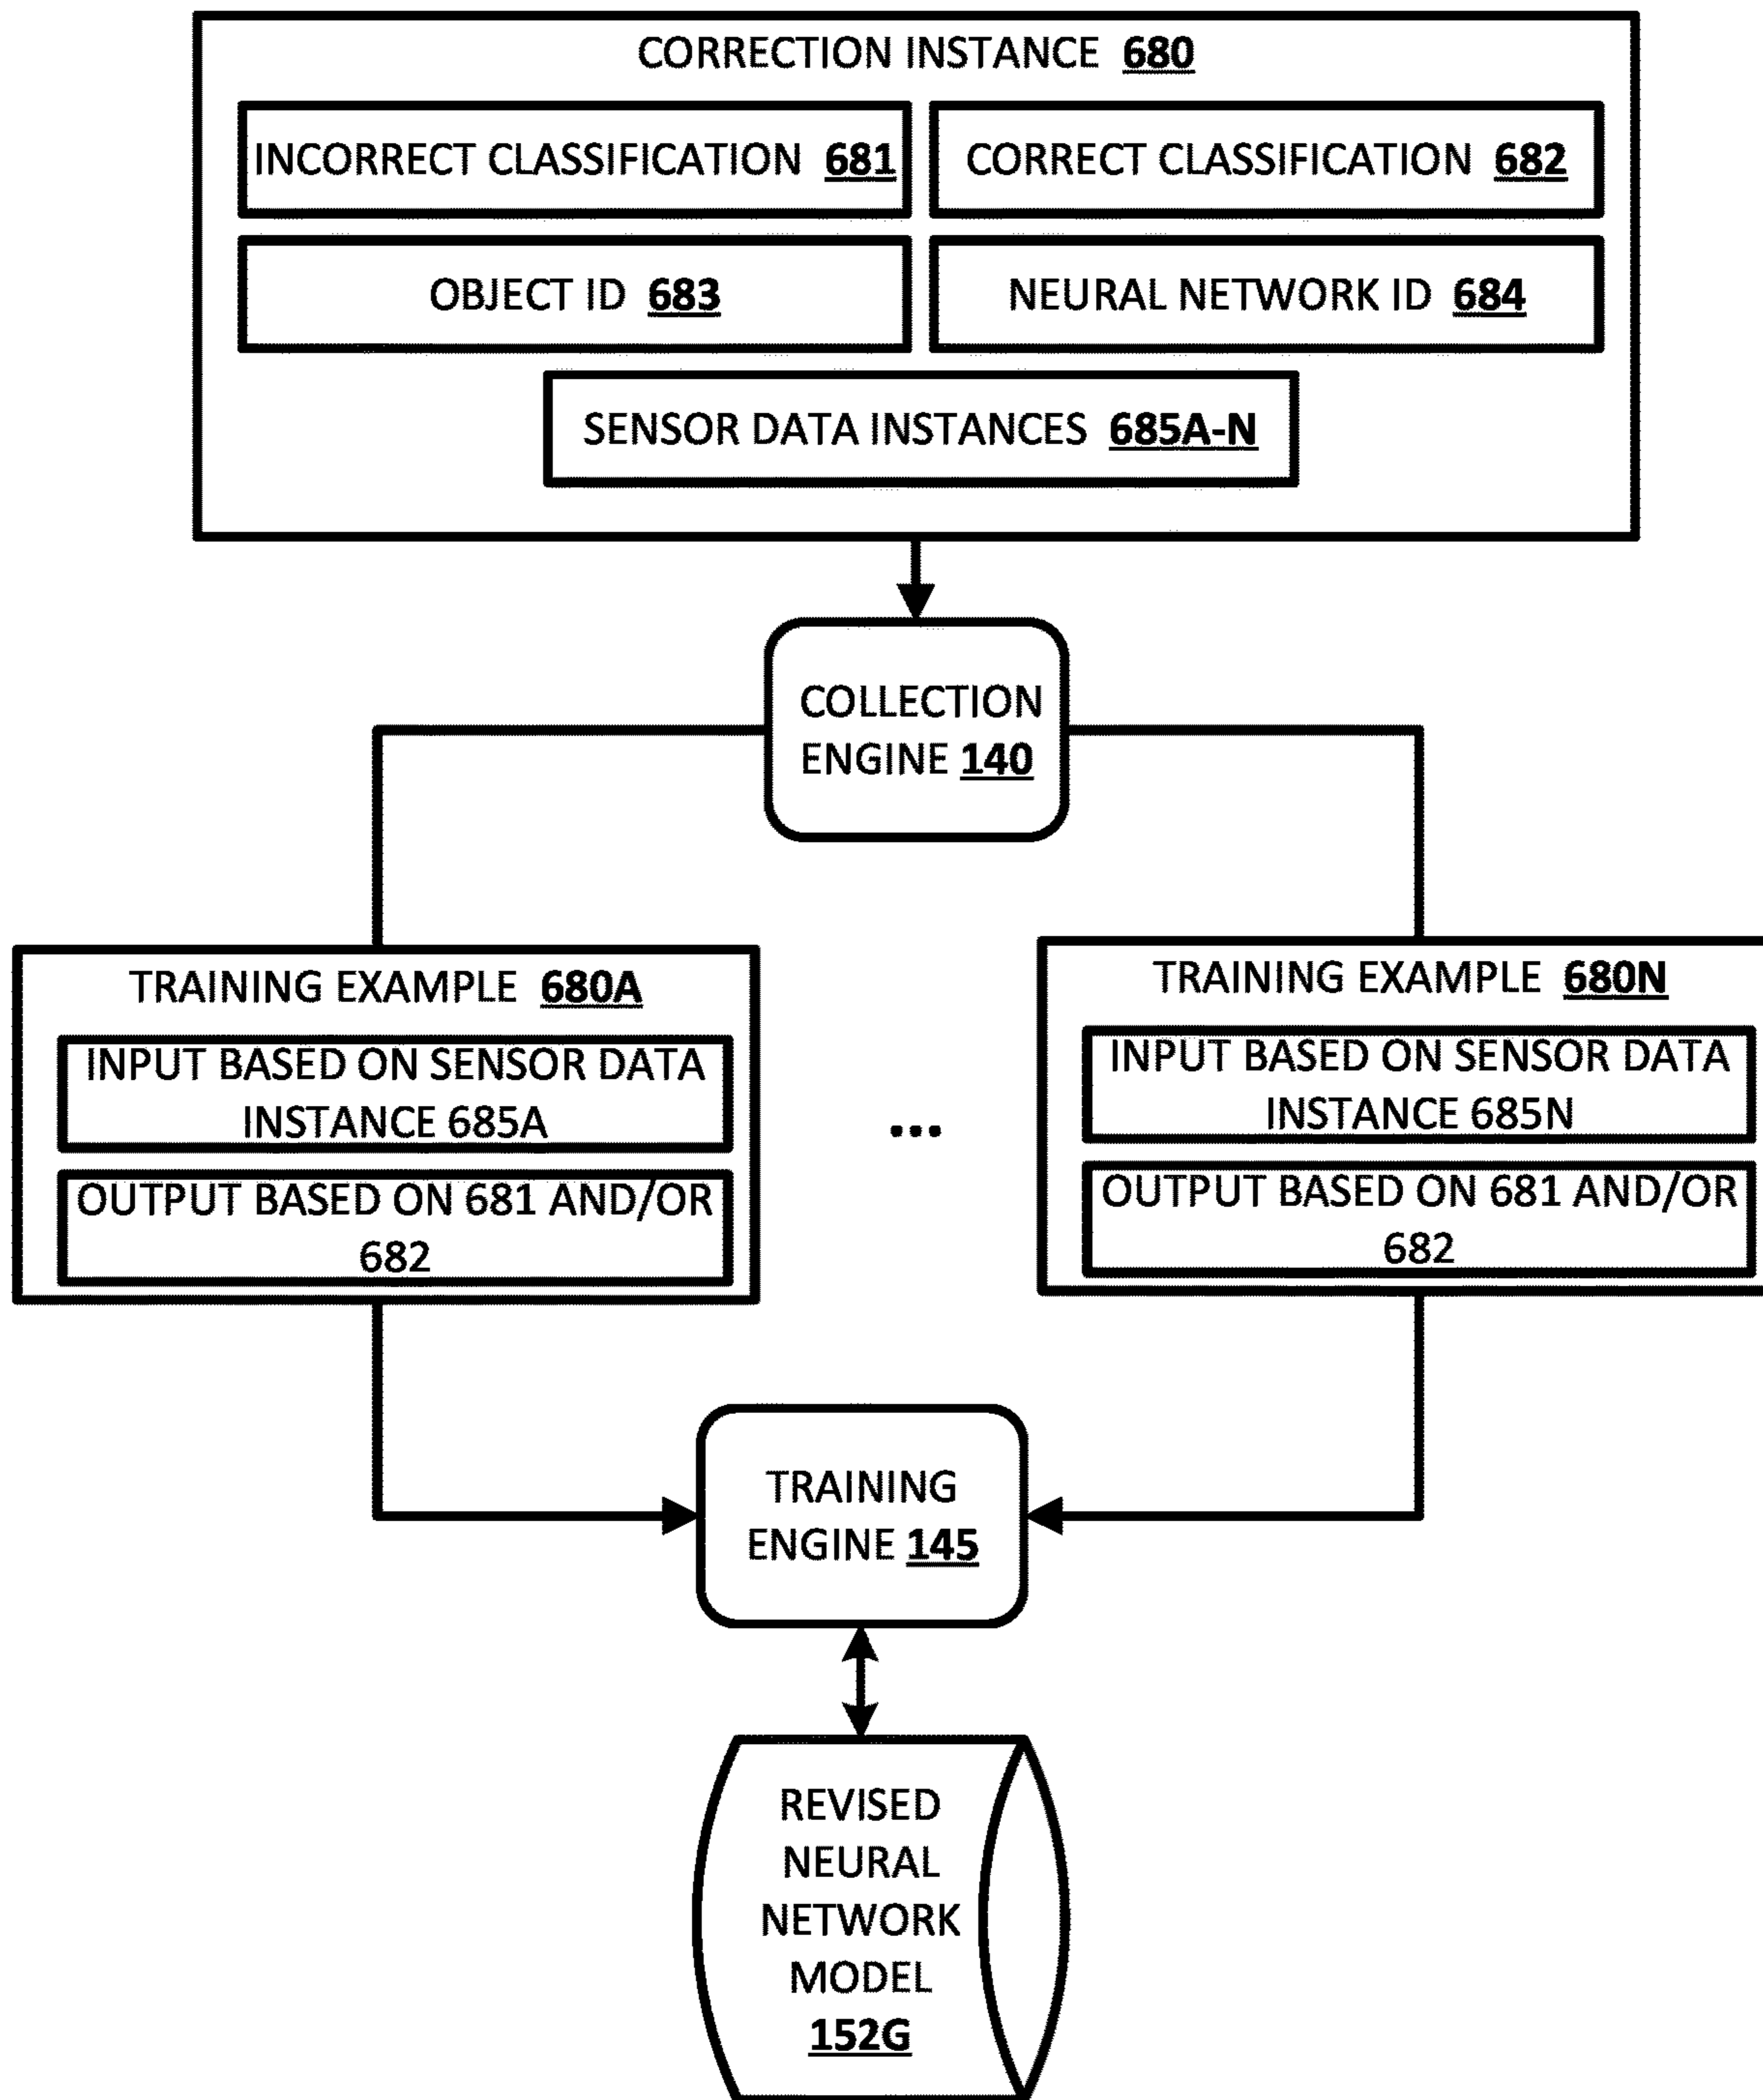 CORRECTION INSTANCE 680
INCORRECT CLASSIFICATION 681
CORRECT CLASSIFICATION 682
OBJECT ID 683
NEURAL NETWORK ID 684
SENSOR DATA INSTANCES 685A-N
COLLECTION
ENGINE 140
TRAINING EXAMPLE 680A
INPUT BASED ON SENSOR DATA
INSTANCE 685A
OUTPUT BASED ON 681 AND/OR
682
...
TRAINING EXAMPLE 680N
INPUT BASED ON SENSOR DATA
INSTANCE 685N
OUTPUT BASED ON 681 AND/OR
682
TRAINING
ENGINE 145
REVISED
NEURAL
NETWORK
MODEL
152G